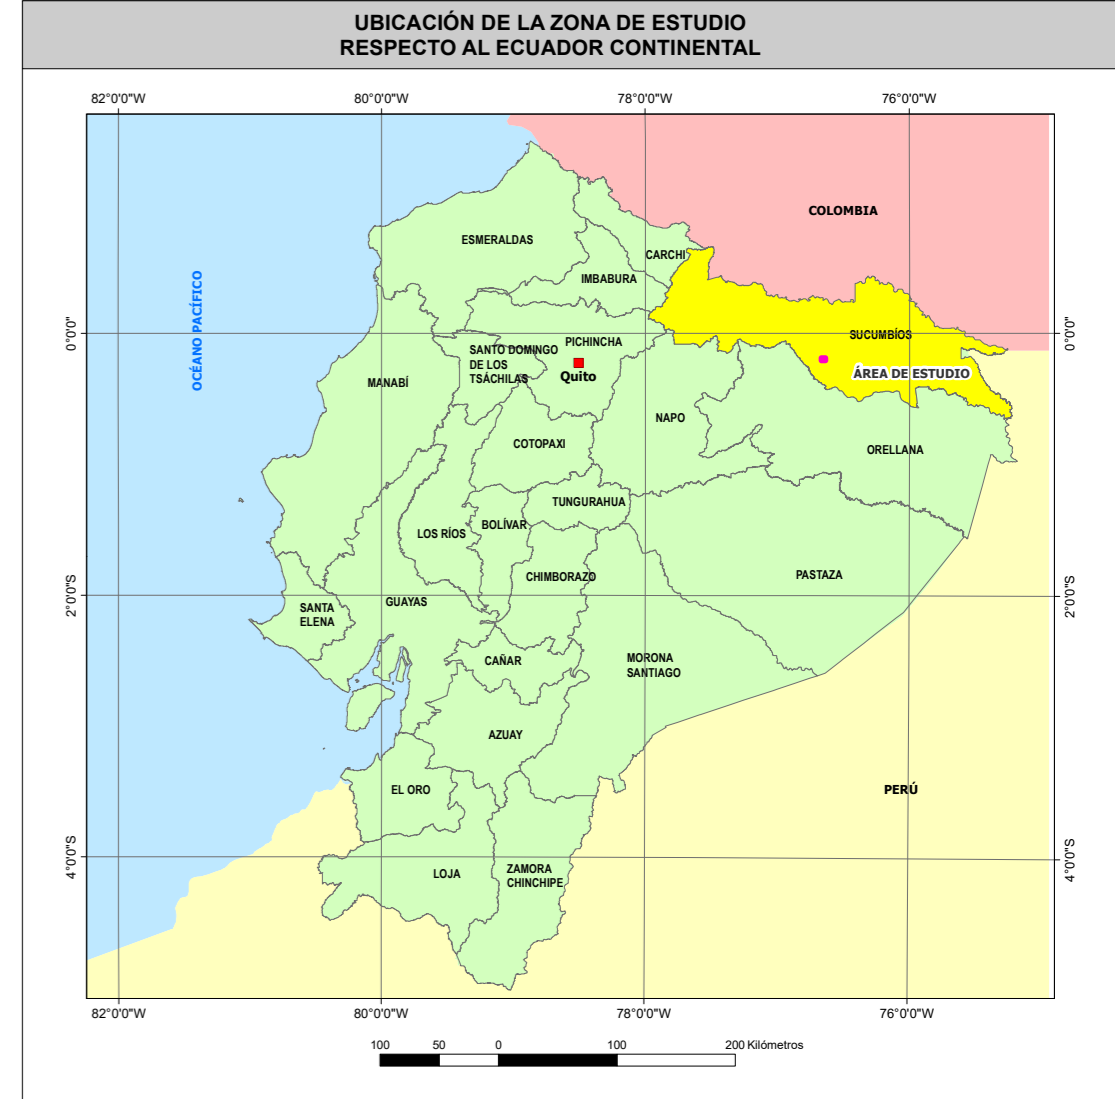 UBICACIÓN DE LA ZONA DE ESTUDIO
RESPECTO AL ECUADOR CONTINENTAL
82°0'0"W
80°0'0"W
78°0'0"W
76°0'0"W
COLOMBIA
ESMERALDAS
CARCHI
IMBABURA
OCÉANO PACÍFICO
0°0'0"
SUCUMBÍOS
0°0'0"
PICHINCHA
SANTO DOMINGO
DE LOS
TSÁCHILAS
Quito
ÁREA DE ESTUDIO
MANABÍ
NAPO
COTOPAXI
ORELLANA
TUNGURAHUA
BOLÍVAR
LOS RÍOS
CHIMBORAZO
PASTAZA
2°0'0"S
GUAYAS
2°0'0"S
SANTA
ELENA
CAÑAR
MORONA
SANTIAGO
AZUAY
EL ORO
PERÚ
4°0'0"S
LOJA
ZAMORA
CHINCHIPE
4°0'0"S
82°0'0"W
80°0'0"W
78°0'0"W
76°0'0"W
100
50
0
100
200 Kilómetros